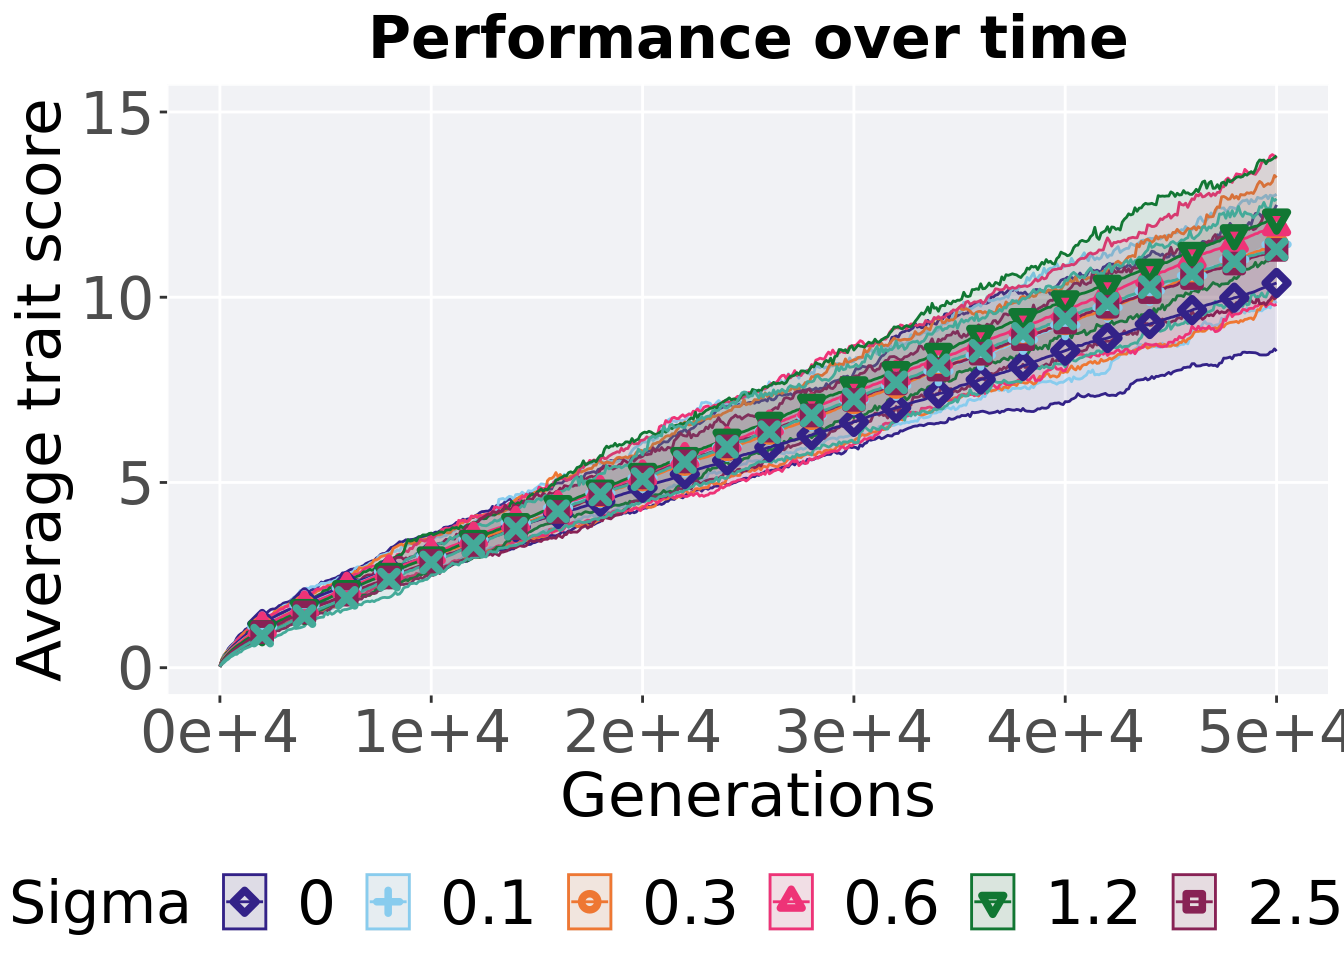 Performance over time
Average trait score
15
10
5
0
0e+4 1e+4 2e+4 3e+4 4e+4 5e+4
Generations
Sigma 0 0.1 0.3 0.6 1.2 2.5